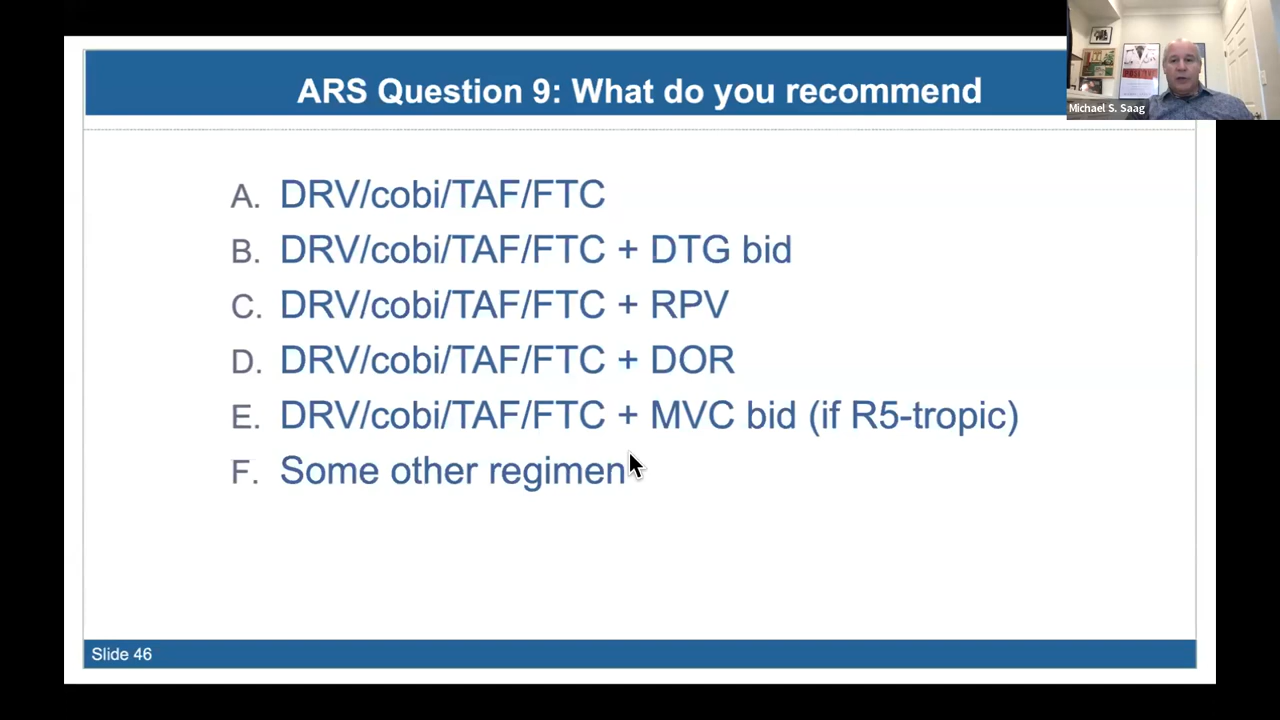 ARS Question 9: What do you recommend
Michael S. Saag
A. DRV/cobi/TAF/FTC
B. DRV/cobi/TAF/FTC + DTG bid
C. DRV/cobi/TAF/FTC + RPV
D. DRV/cobi/TAF/FTC + DOR
E. DRV/cobi/TAF/FTC + MVC bid (if R5-tropic)
F. Some other regimen
Slide 46